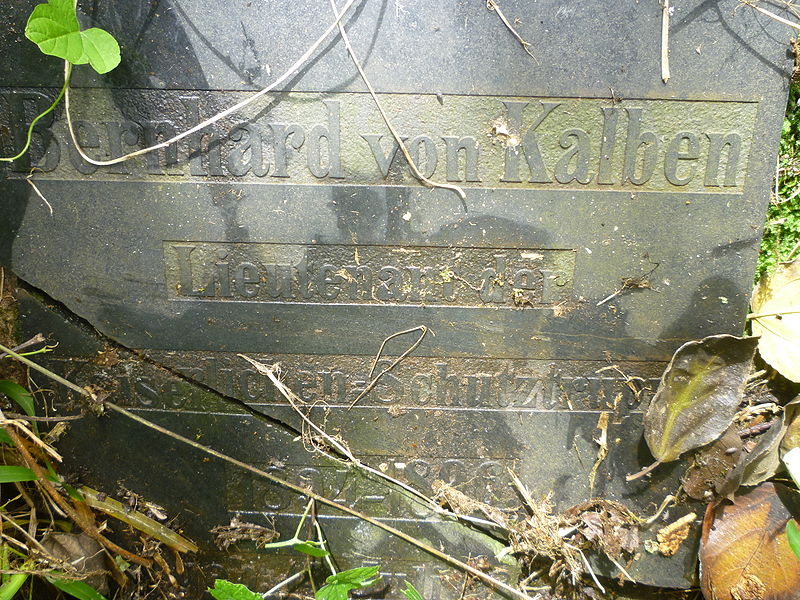 Bernhard von Kalben
Lieutenant der
Kaiserlichen-Schutztruppe